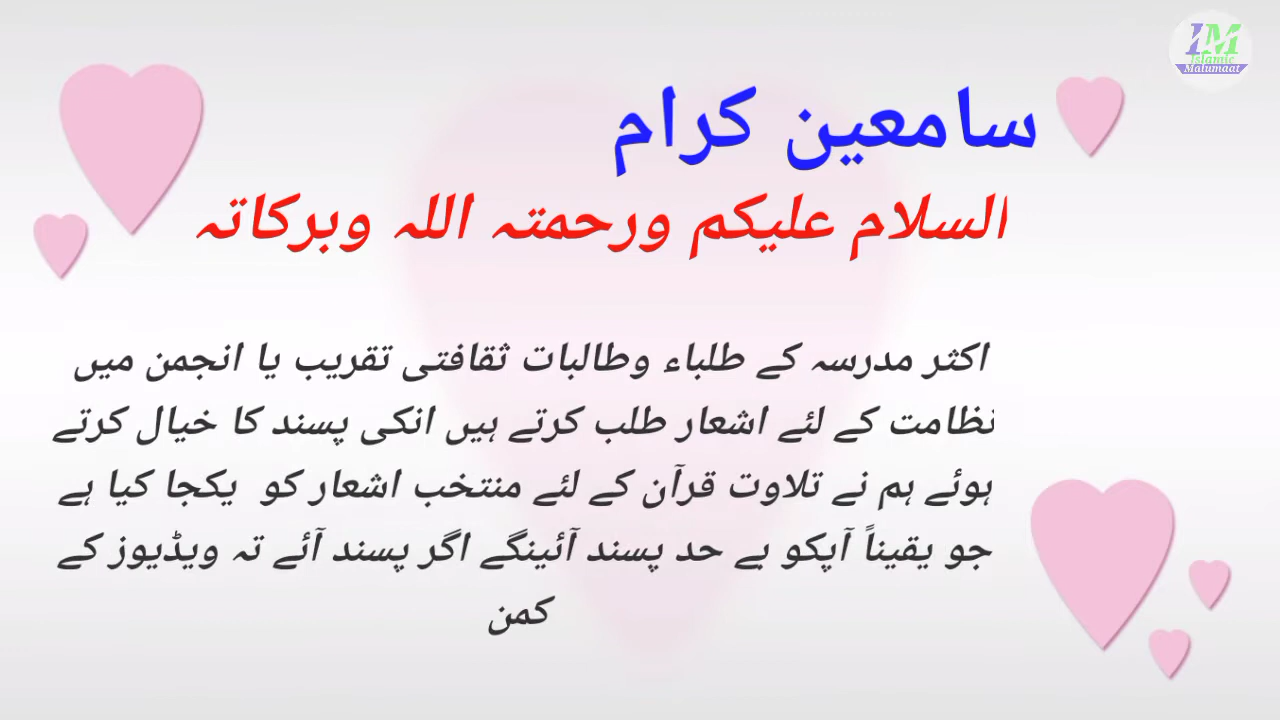 IM
Islamic
Malumaat
سامعین کرام
السلام علیکم ورحمتہ اللہ وبرکاتہ
اکثر مدرسہ کے طلباء وطالبات ثقافتی تقریب یا انجمن میں
نظامت کے لئے اشعار طلب کرتے ہیں انکی پسند کا خیال کرتے
ہوئے ہم نے تلاوت قرآن کے لئے منتخب اشعار کو یکجا کیا ہے
جو یقیناً آپکو بے حد پسند آئینگے اگر پسند آئے تہ ویڈیوز کے
کمن